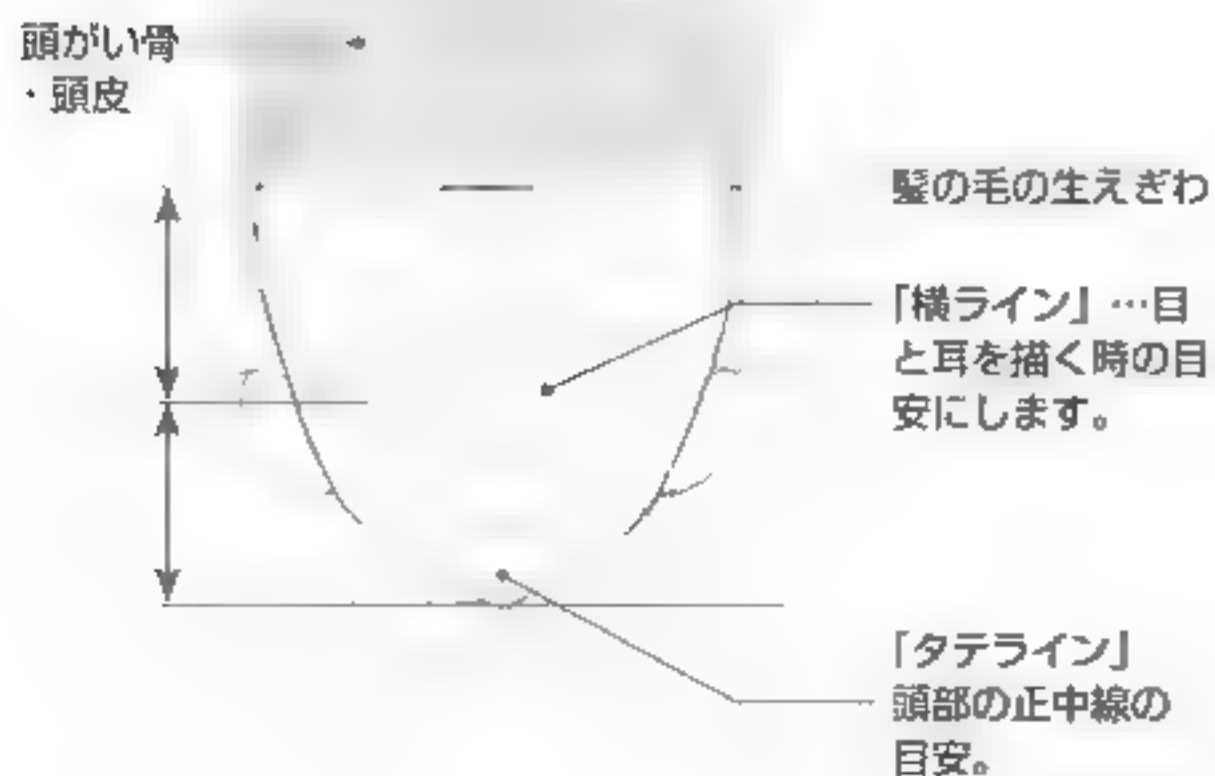 頭がい骨
・頭皮
髪の毛の生えぎわ
「横ライン」…目
と耳を描く時の目
安にします。
「タテライン」
頭部の正中線の
目安。